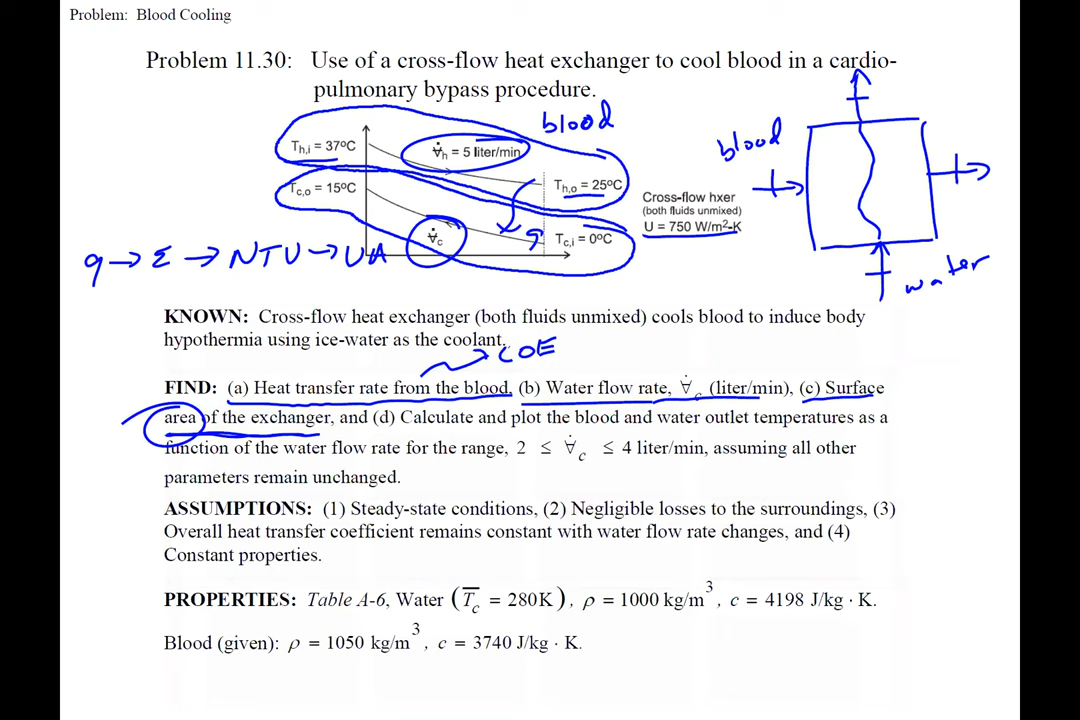 Problem: Blood Cooling
Problem 11.30: Use of a cross-flow heat exchanger to cool blood in a cardio-
pulmonary bypass procedure.
blood
T_h,i = 37°C
V̇_h = 5 liter/min
T_h,o = 25°C
T_c,o = 15°C
V̇_c
q
T_c,i = 0°C
Cross-flow hxer
(both fluids unmixed)
U = 750 W/m²-K
blood
water
q → ε → NTU → UA
KNOWN: Cross-flow heat exchanger (both fluids unmixed) cools blood to induce body
hypothermia using ice-water as the coolant.
COE
FIND: (a) Heat transfer rate from the blood, (b) Water flow rate, ∀̇_c (liter/min), (c) Surface
area of the exchanger, and (d) Calculate and plot the blood and water outlet temperatures as a
function of the water flow rate for the range, 2 ≤ ∀̇_c ≤ 4 liter/min, assuming all other
parameters remain unchanged.
ASSUMPTIONS: (1) Steady-state conditions, (2) Negligible losses to the surroundings, (3)
Overall heat transfer coefficient remains constant with water flow rate changes, and (4)
Constant properties.
PROPERTIES: Table A-6, Water (T̅_c = 280K), ρ = 1000 kg/m³, c = 4198 J/kg · K.
Blood (given): ρ = 1050 kg/m³, c = 3740 J/kg · K.